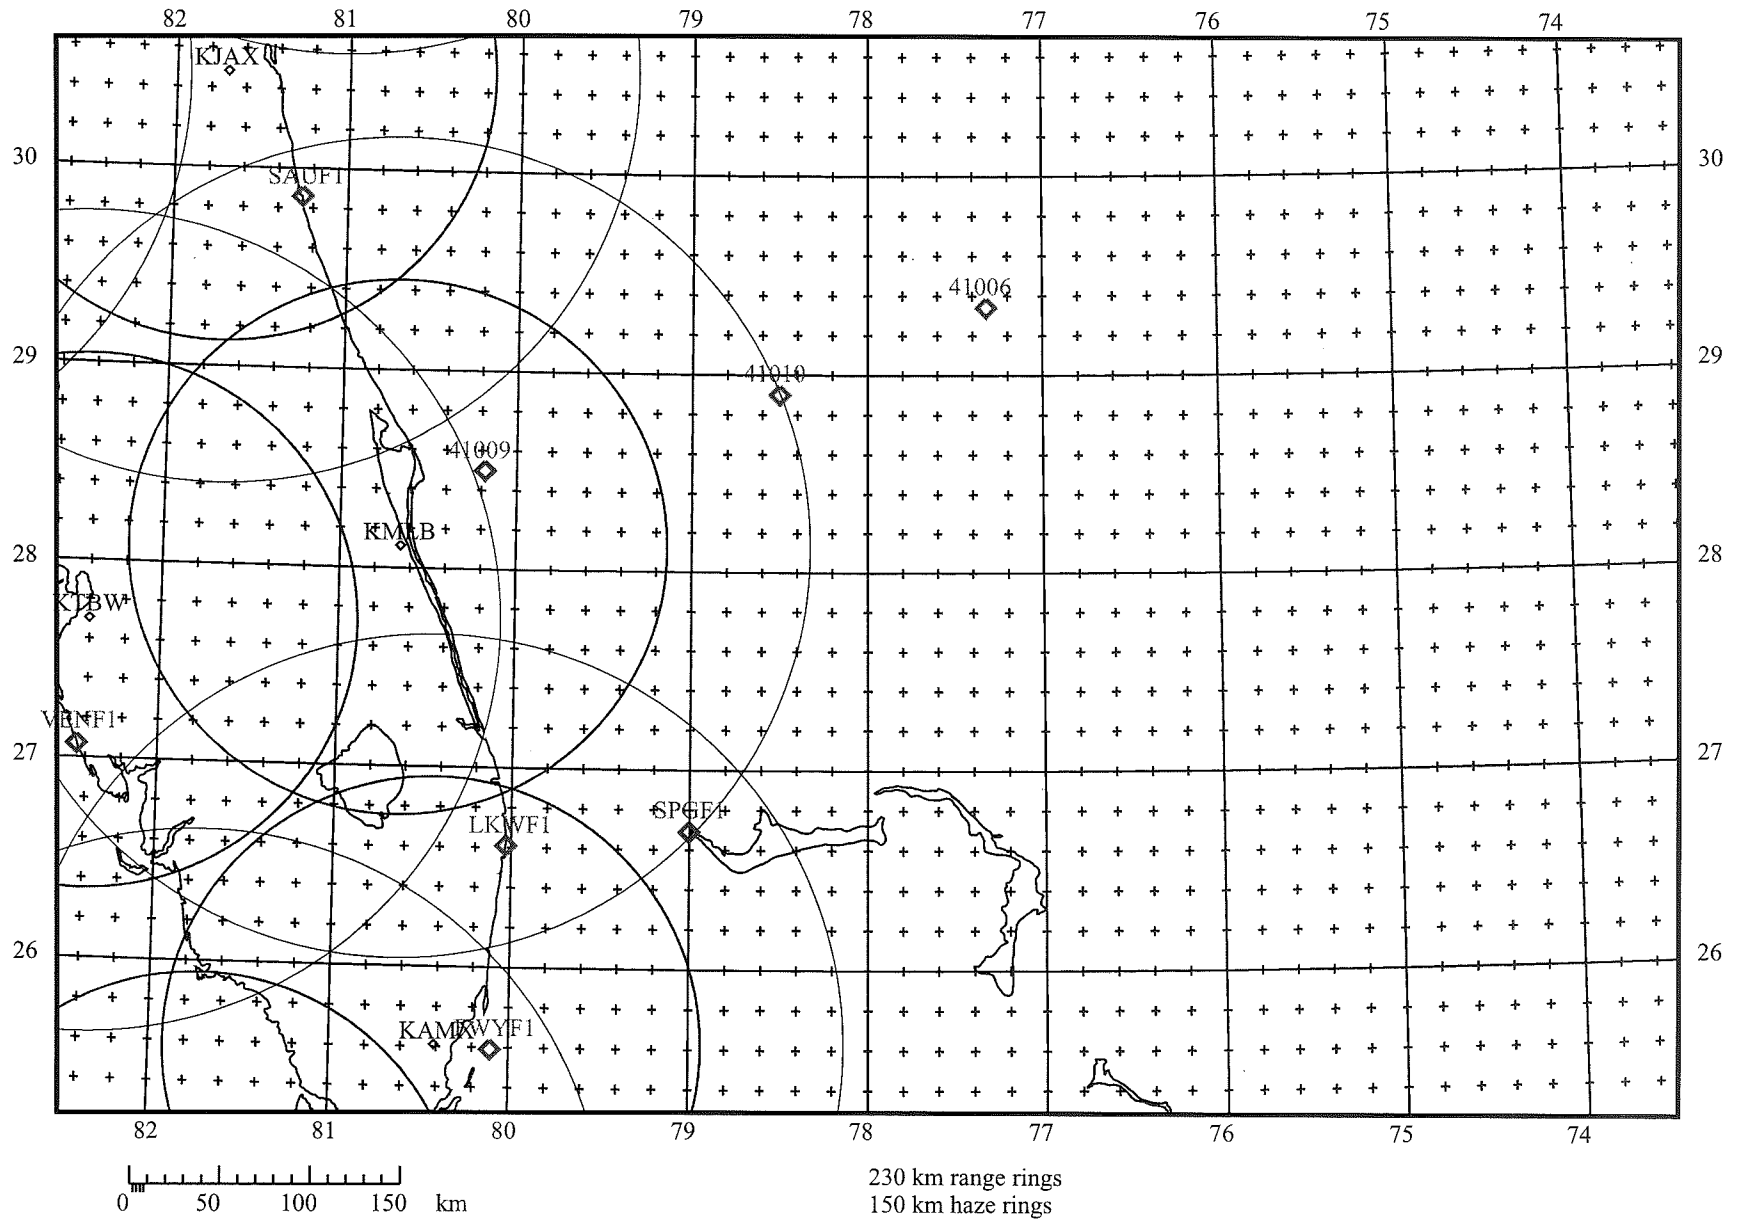 82 81 80 79 78 77 76 75 74
KJAX
30 30
SAUF1
41006
29 29
41010
41009
KMLB
28 28
KTBW
VENF1
27 27
SPGF1
LKWF1
26 26
KAMX FWYF1
82 81 80 79 78 77 76 75 74
0 50 100 150 km
230 km range rings
150 km haze rings